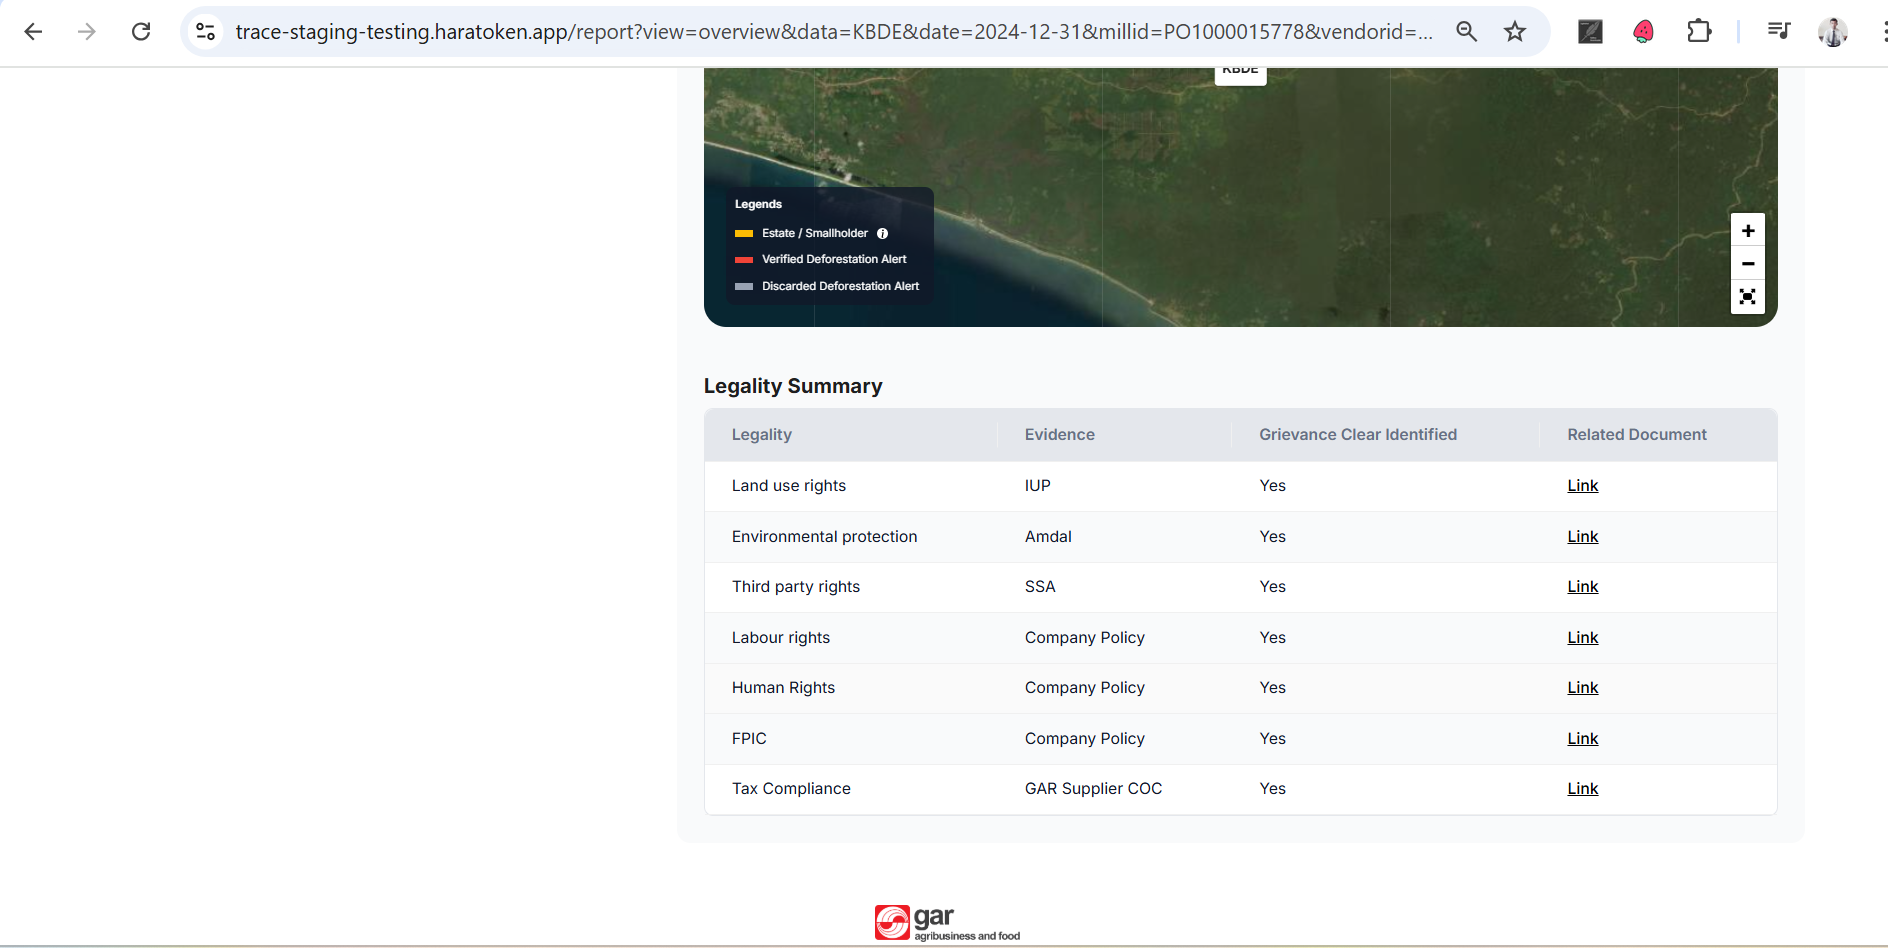 trace-staging-testing.haratoken.app/report?view=overview&data=KBDE&date=2024-12-31&millid=PO1000015778&vendorid=...
KBDE
Legends
Estate / Smallholder
Verified Deforestation Alert
Discarded Deforestation Alert
+
−
Legality Summary
Legality Evidence Grievance Clear Identified Related Document
Land use rights IUP Yes Link
Environmental protection Amdal Yes Link
Third party rights SSA Yes Link
Labour rights Company Policy Yes Link
Human Rights Company Policy Yes Link
FPIC Company Policy Yes Link
Tax Compliance GAR Supplier COC Yes Link
gar
agribusiness and food